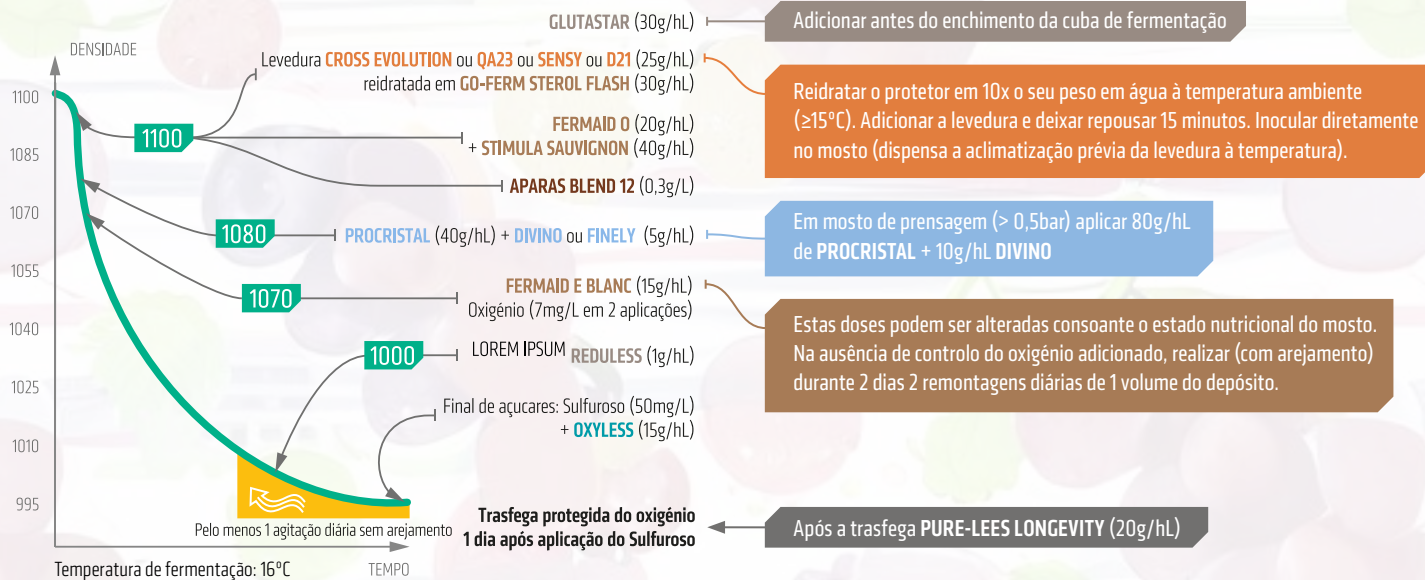 GLUTASTAR (30g/hL)
Adicionar antes do enchimento da cuba de fermentação
DENSIDADE
Levedura CROSS EVOLUTION ou QA23 ou SENSY ou D21 (25g/hL)
reidratada em GO-FERM STEROL FLASH (30g/hL)
Reidratar o protetor em 10x o seu peso em água à temperatura ambiente
(≥15ºC). Adicionar a levedura e deixar repousar 15 minutos. Inocular diretamente
no mosto (dispensa a aclimatização prévia da levedura à temperatura).
1100
1100
FERMAID O (20g/hL)
+ STIMULA SAUVIGNON (40g/hL)
1085
APARAS BLEND 12 (0,3g/L)
1070
1080
PROCRISTAL (40g/hL) + DIVINO ou FINELY (5g/hL)
Em mosto de prensagem (> 0,5bar) aplicar 80g/hL
de PROCRISTAL + 10g/hL DIVINO
1055
1070
FERMAID E BLANC (15g/hL)
Oxigénio (7mg/L em 2 aplicações)
Estas doses podem ser alteradas consoante o estado nutricional do mosto.
Na ausência de controlo do oxigénio adicionado, realizar (com arejamento)
durante 2 dias 2 remontagens diárias de 1 volume do depósito.
1040
1000
LOREM IPSUM REDULESS (1g/hL)
1025
Final de açucares: Sulfuroso (50mg/L)
+ OXYLESS (15g/hL)
1010
995
Pelo menos 1 agitação diária sem arejamento
Trasfega protegida do oxigénio
1 dia após aplicação do Sulfuroso
Após a trasfega PURE-LEES LONGEVITY (20g/hL)
Temperatura de fermentação: 16ºC
TEMPO